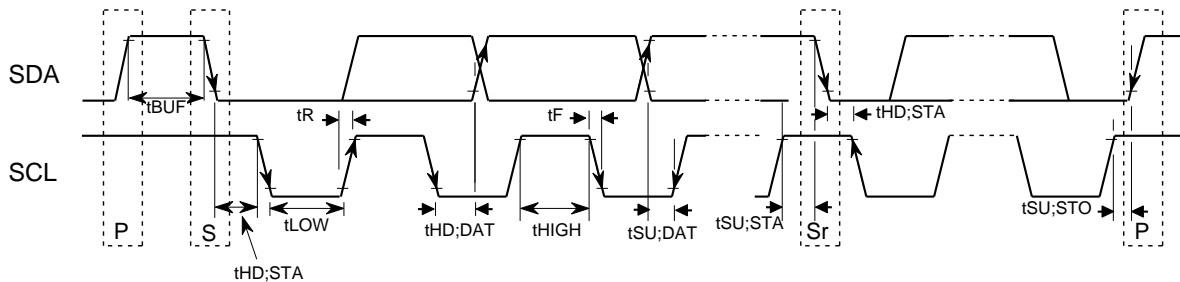 SDA
tBUF
tR
tF
tHD;STA
SCL
P
S
tLOW
tHD;DAT
tHIGH
tSU;DAT
tSU;STA
Sr
tSU;STO
P
tHD;STA